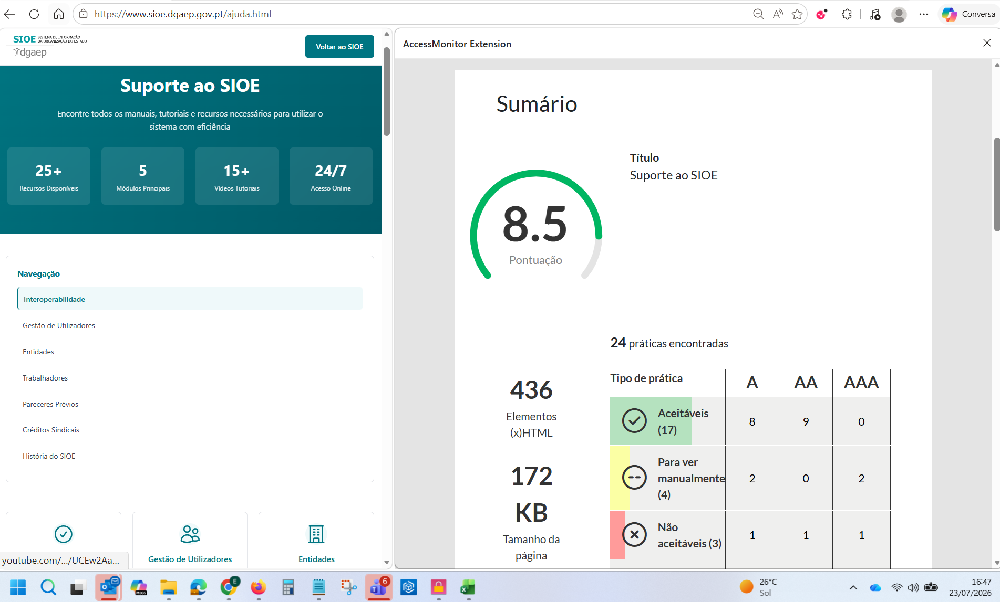 https://www.sioe.dgaep.gov.pt/ajuda.html
Conversa
SIOE SISTEMA DE INFORMAÇÃO
DA ORGANIZAÇÃO DO ESTADO
dgaep
Voltar ao SIOE
Suporte ao SIOE
Encontre todos os manuais, tutoriais e recursos necessários para utilizar o
sistema com eficiência
25+
Recursos Disponíveis
5
Módulos Principais
15+
Vídeos Tutoriais
24/7
Acesso Online
Navegação
Interoperabilidade
Gestão de Utilizadores
Entidades
Trabalhadores
Pareceres Prévios
Créditos Sindicais
História do SIOE
Gestão de Utilizadores
Entidades
youtube.com/.../UCEw2Aa...
AccessMonitor Extension
Sumário
8.5
Pontuação
Título
Suporte ao SIOE
24 práticas encontradas
436
Elementos
(x)HTML
172
KB
Tamanho da
página
Tipo de prática A AA AAA
Aceitáveis
(17) 8 9 0
Para ver
manualmente
(4) 2 0 2
Não
aceitáveis (3) 1 1 1
M365
E
6
26°C
Sol
16:47
23/07/2026